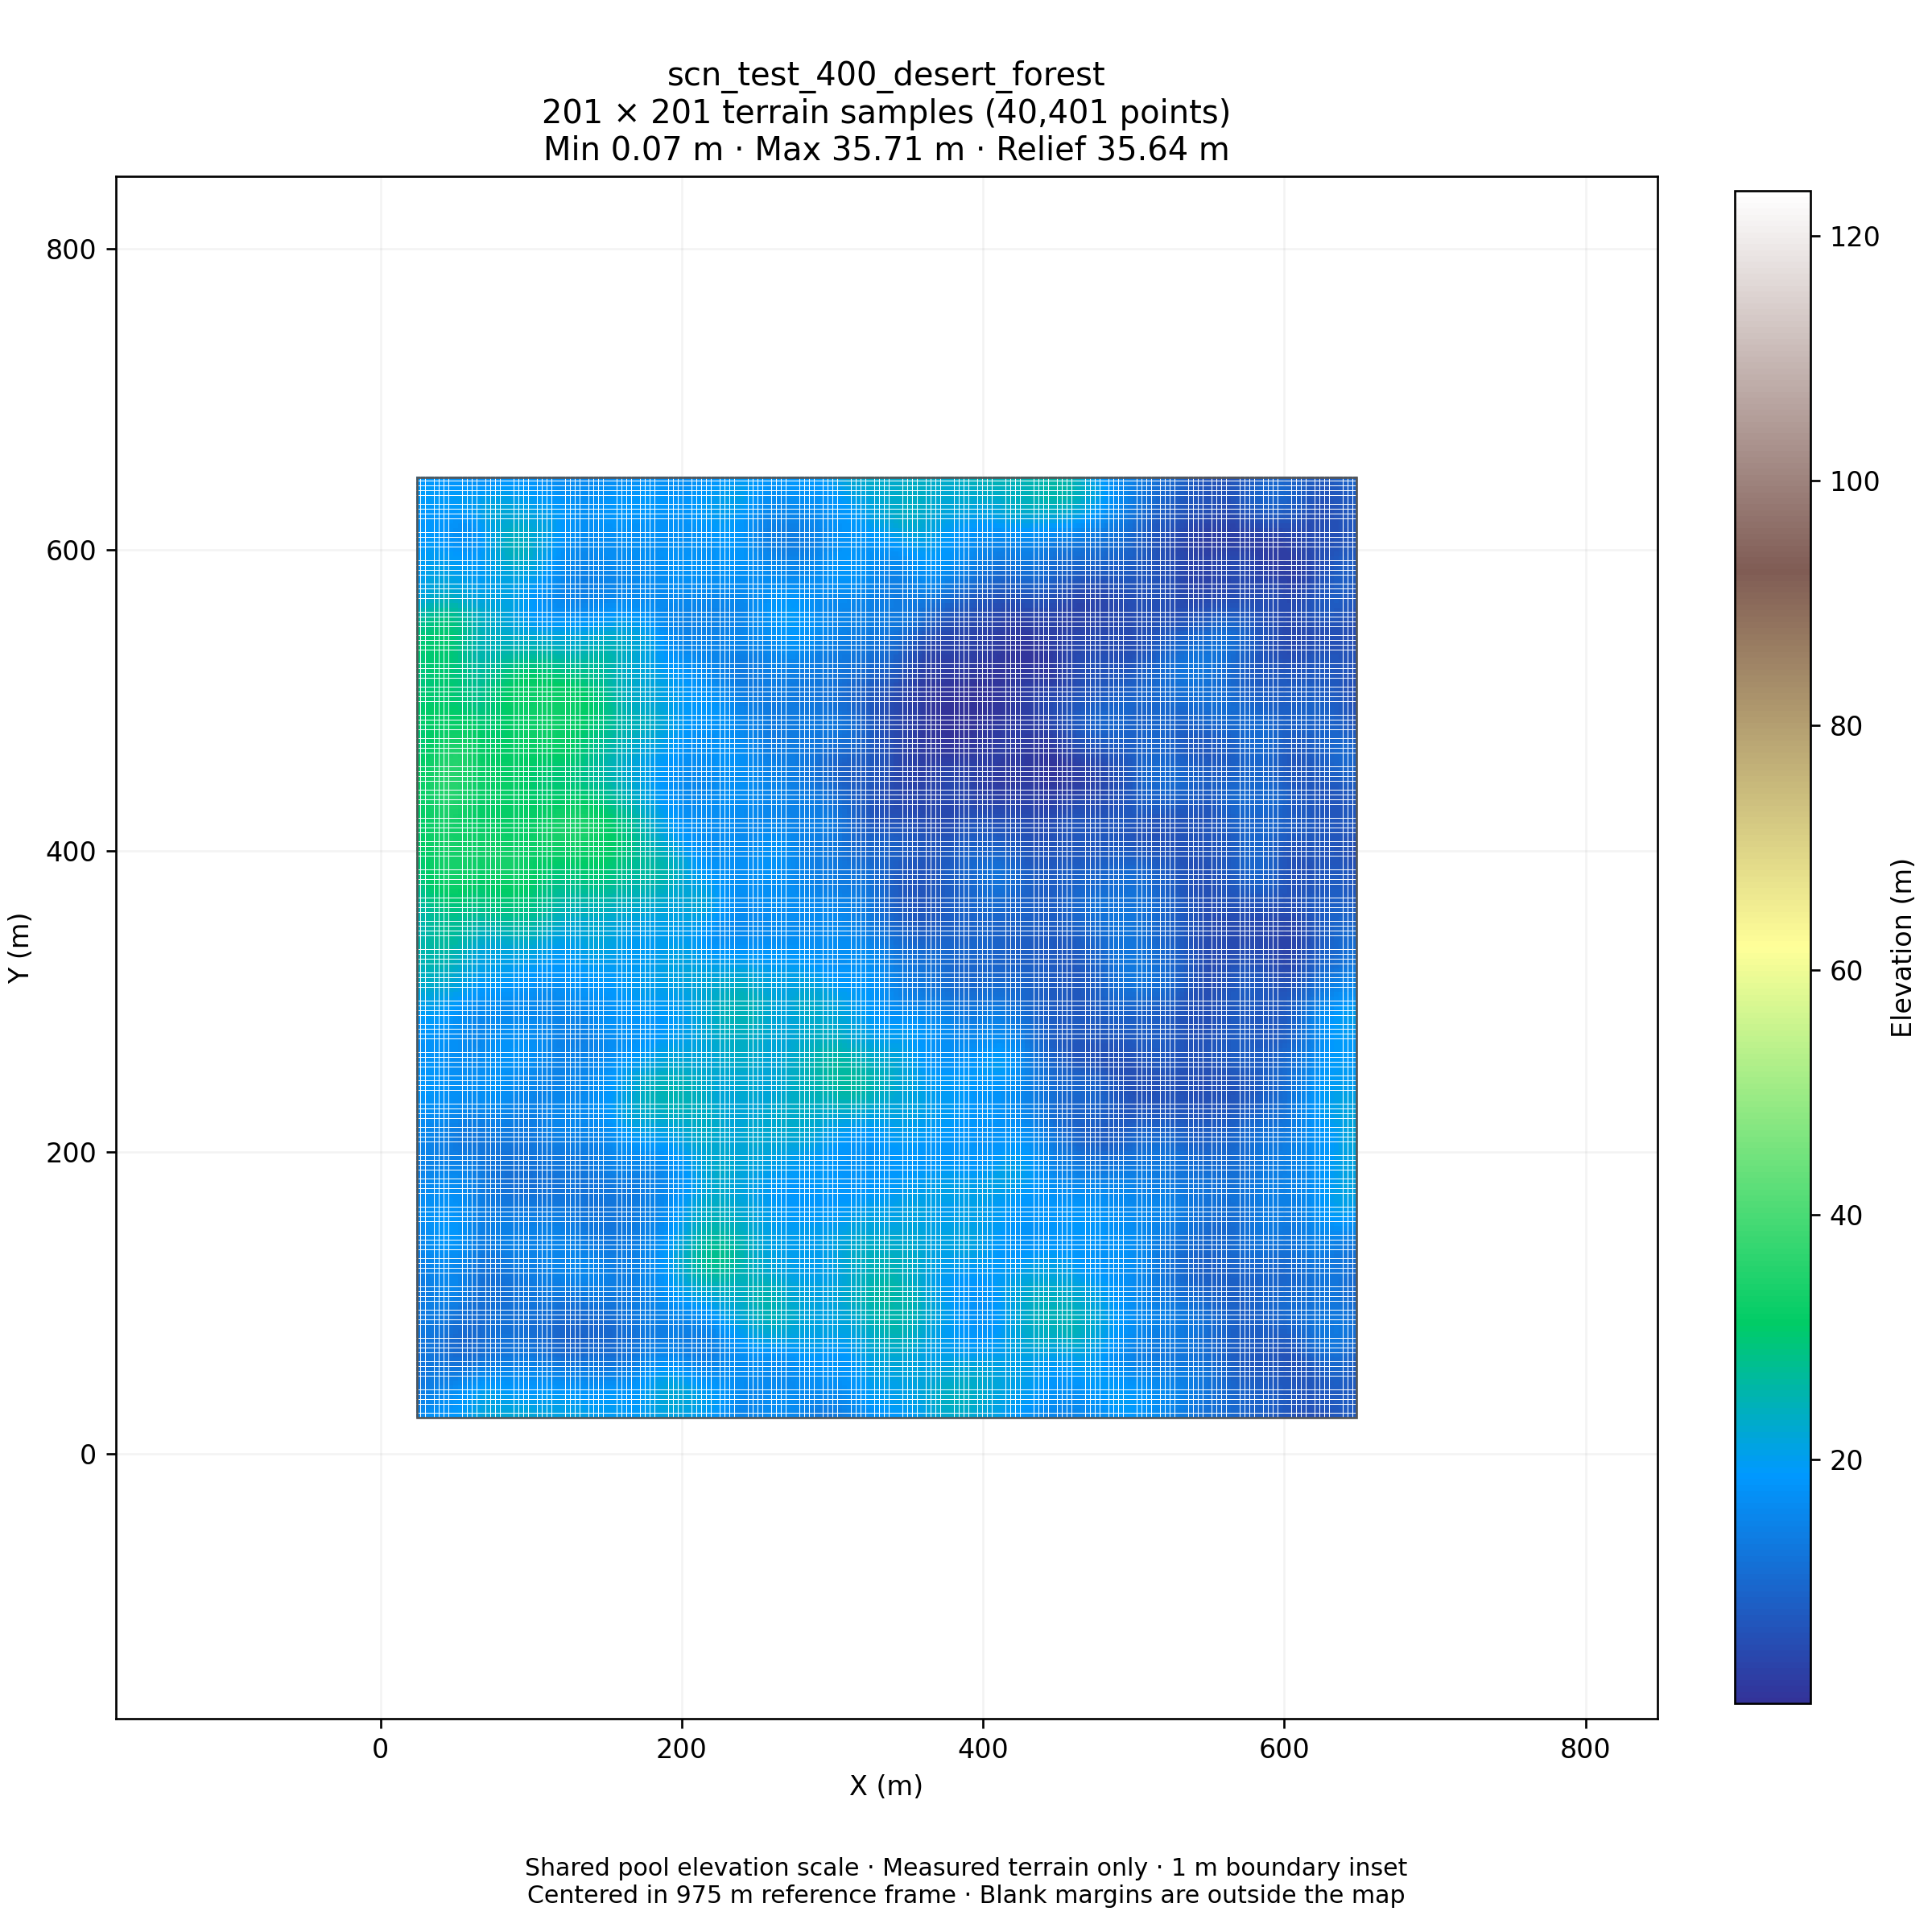 scn_test_400_desert_forest
201 × 201 terrain samples (40,401 points)
Min 0.07 m · Max 35.71 m · Relief 35.64 m
800
600
400
200
0
Y (m)
0
200
400
600
800
X (m)
120
100
80
60
40
20
Elevation (m)
Shared pool elevation scale · Measured terrain only · 1 m boundary inset
Centered in 975 m reference frame · Blank margins are outside the map